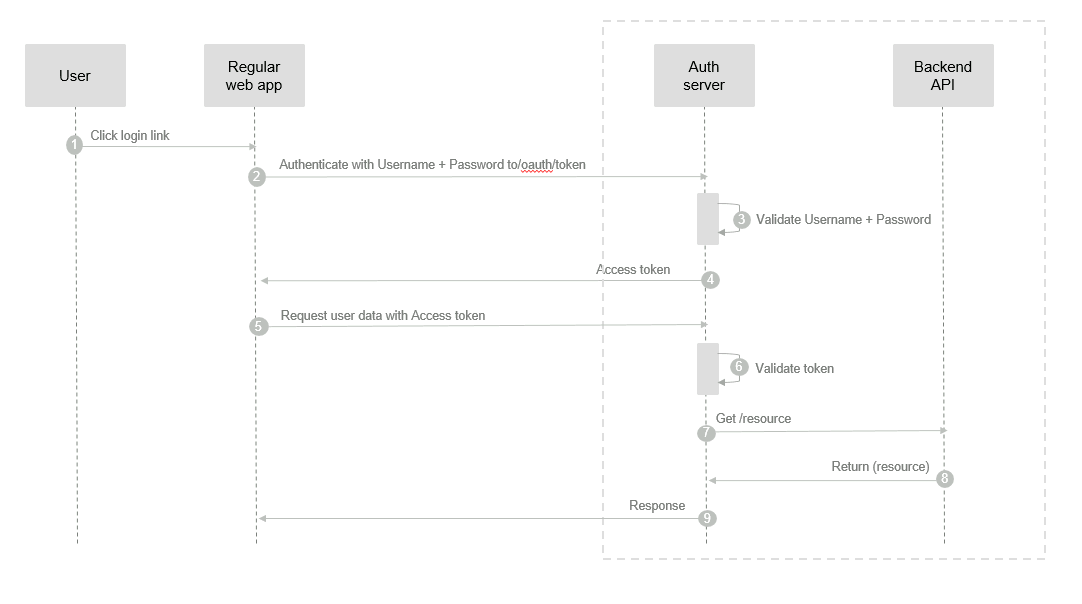 User
Regular
web app
Auth
server
Backend
API
1
Click login link
2
Authenticate with Username + Password to/oauth/token
3
Validate Username + Password
Access token
4
5
Request user data with Access token
6
Validate token
Get /resource
7
Return (resource)
8
Response
9